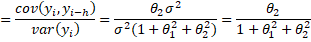 = cov(y_i, y_{i-h}) / var(y_i) = θ_2 σ^2 / σ^2(1 + θ_1^2 + θ_2^2) = θ_2 / 1 + θ_1^2 + θ_2^2